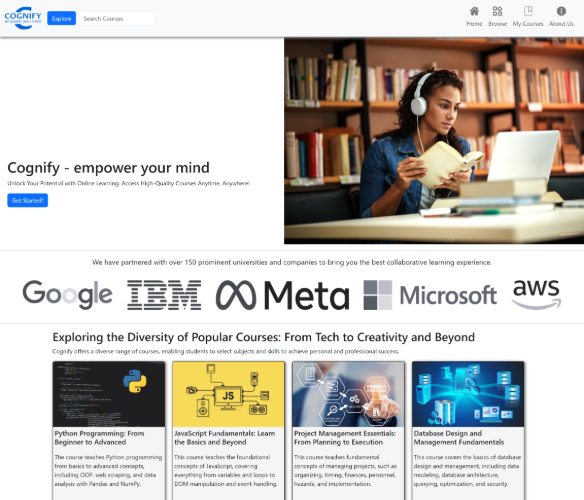 COGNIFY
Explore
Search Courses
Home
Browse
My Courses
About Us
Cognify - empower your mind
Unlock Your Potential with Online Learning: Access High-Quality Courses Anytime, Anywhere!
Get Started!
We have partnered with over 150 prominent universities and companies to bring you the best collaborative learning experience.
Google
IBM
Meta
Microsoft
aws
Exploring the Diversity of Popular Courses: From Tech to Creativity and Beyond
Cognify offers a diverse range of courses, enabling students to select subjects and skills to achieve personal and professional success.
JS
Python Programming: From
Beginner to Advanced
The course teaches Python programming
from basics to advanced concepts,
including OOP, web scraping, and data
analysis with Pandas and NumPy.
JavaScript Fundamentals: Learn
the Basics and Beyond
This course teaches the foundational
concepts of JavaScript, covering
everything from variables and loops to
DOM manipulation and event handling.
Project Management Essentials:
From Planning to Execution
This course teaches fundamental
concepts of managing projects, such as
organizing, timing, finances, personnel,
hazards, and implementation.
Database Design and
Management Fundamentals
This course covers the basics of database
design and management, including data
modeling, database architecture,
querying, optimization, and security.